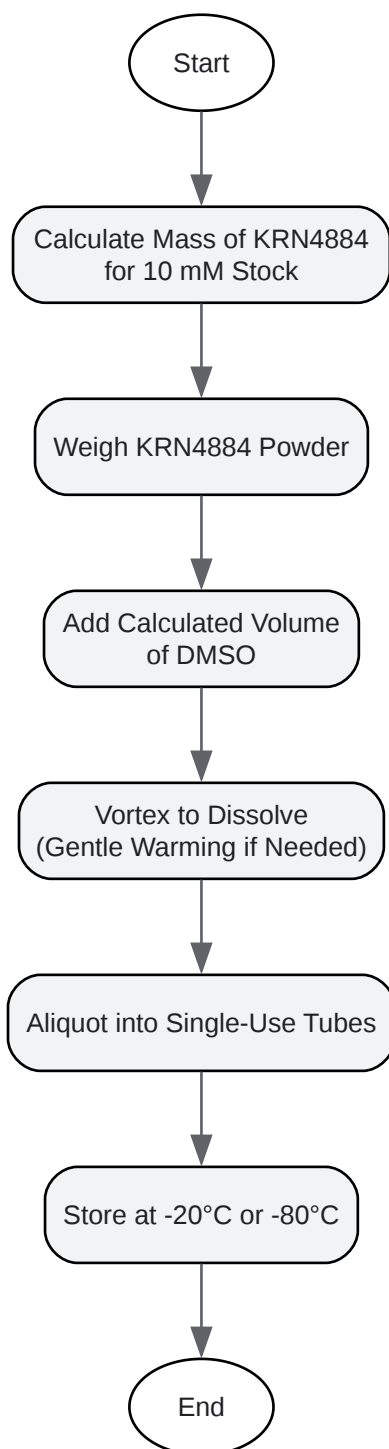 Start
Calculate Mass of KRN4884
for 10 mM Stock
Weigh KRN4884 Powder
Add Calculated Volume
of DMSO
Vortex to Dissolve
(Gentle Warming if Needed)
Aliquot into Single-Use Tubes
Store at -20°C or -80°C
End